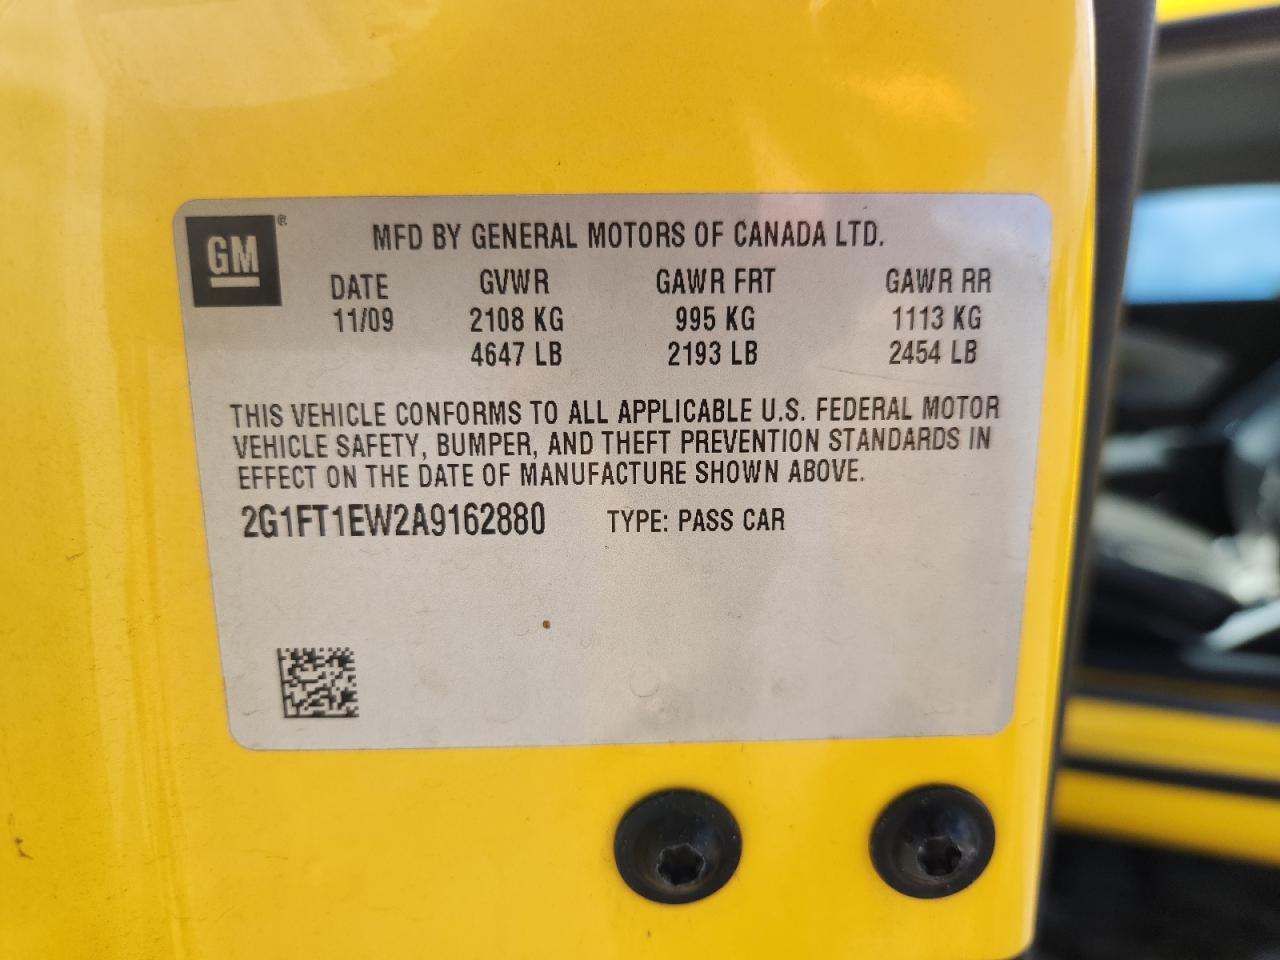 GM ®
MFD BY GENERAL MOTORS OF CANADA LTD.
DATE GVWR GAWR FRT GAWR RR
11/09 2108 KG 995 KG 1113 KG
4647 LB 2193 LB 2454 LB
THIS VEHICLE CONFORMS TO ALL APPLICABLE U.S. FEDERAL MOTOR
VEHICLE SAFETY, BUMPER, AND THEFT PREVENTION STANDARDS IN
EFFECT ON THE DATE OF MANUFACTURE SHOWN ABOVE.
2G1FT1EW2A9162880 TYPE: PASS CAR